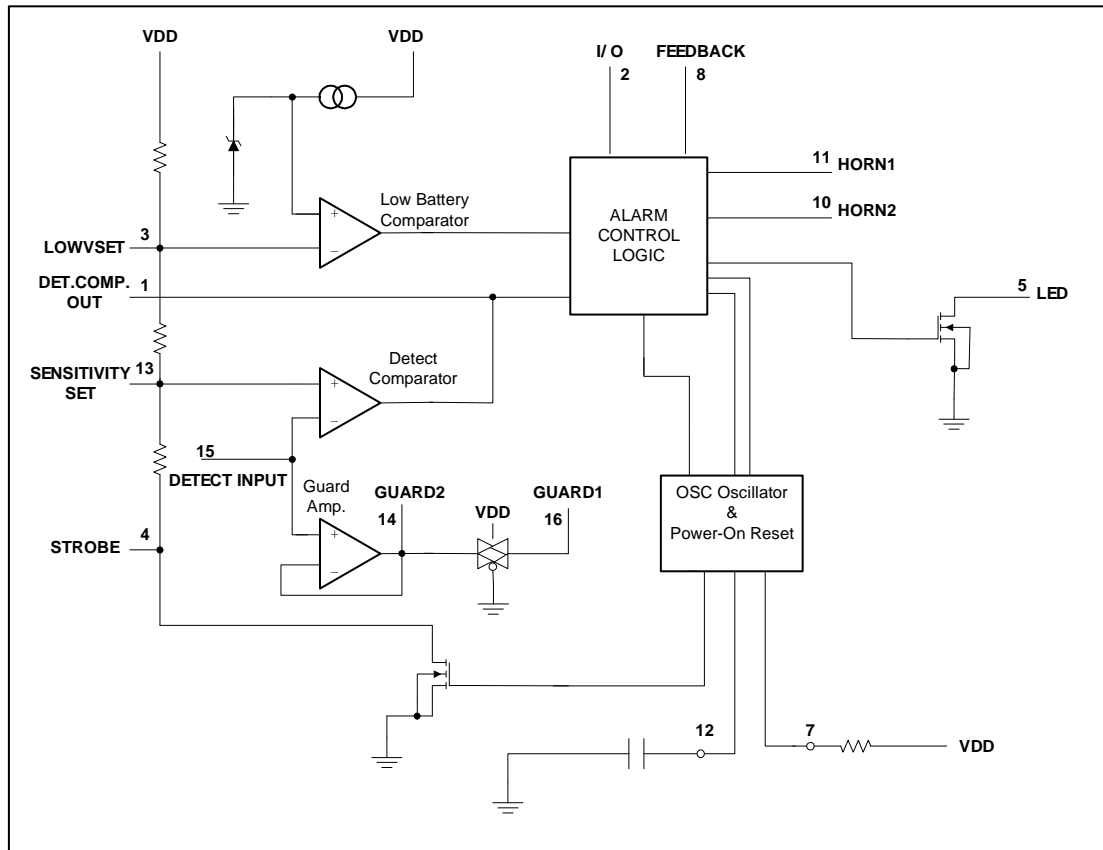 VDD
VDD
I/ O
2
FEEDBACK
8
11
HORN1
10
HORN2
+
−
Low Battery
Comparator
ALARM
CONTROL
LOGIC
3
LOWVSET
DET.COMP.
OUT
1
5
LED
13
SENSITIVITY
SET
+
−
Detect
Comparator
15
DETECT INPUT
Guard
Amp.
+
−
GUARD2
14
VDD
GUARD1
16
OSC Oscillator
&
Power-On Reset
4
STROBE
12
7
VDD